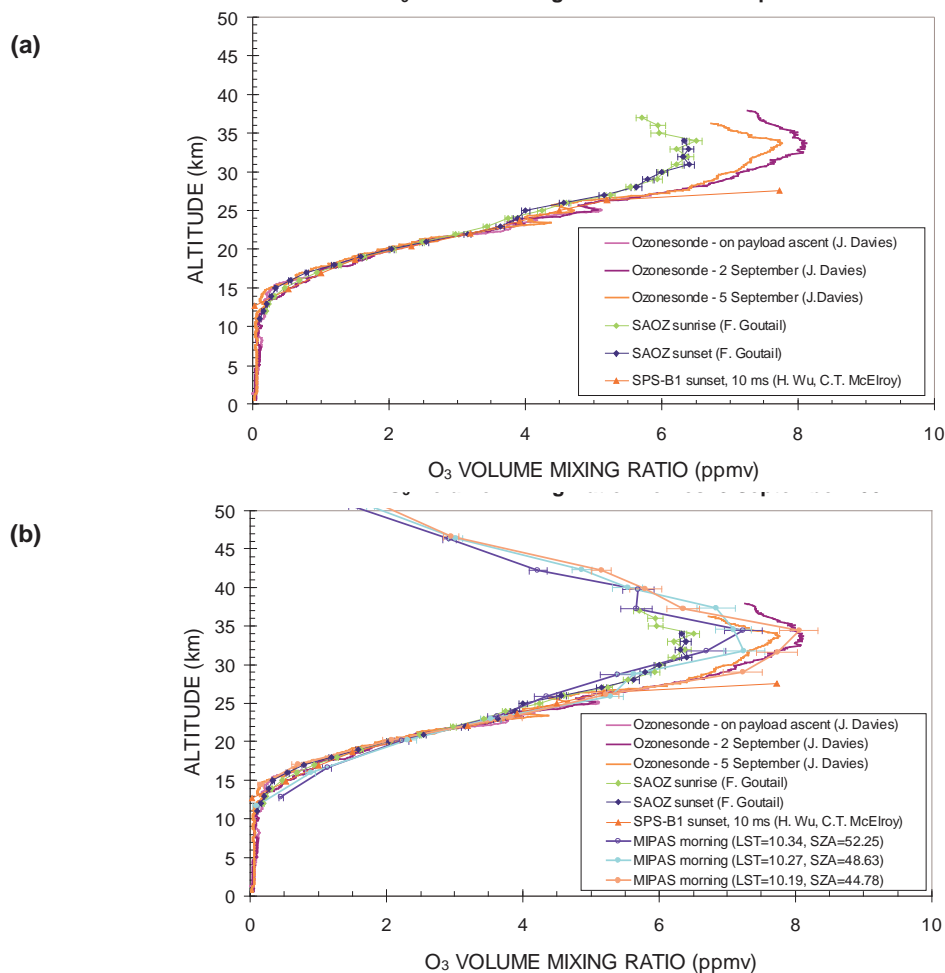 (a)
50
45
40
35
30
25
20
15
10
5
0
ALTITUDE (km)
Ozonesonde - on payload ascent (J. Davies)
Ozonesonde - 2 September (J. Davies)
Ozonesonde - 5 September (J.Davies)
SAOZ sunrise (F. Goutail)
SAOZ sunset (F. Goutail)
SPS-B1 sunset, 10 ms (H. Wu, C.T. McElroy)
0 2 4 6 8 10
O3 VOLUME MIXING RATIO (ppmv)
(b)
50
45
40
35
30
25
20
15
10
5
0
ALTITUDE (km)
Ozonesonde - on payload ascent (J. Davies)
Ozonesonde - 2 September (J. Davies)
Ozonesonde - 5 September (J. Davies)
SAOZ sunrise (F. Goutail)
SAOZ sunset (F. Goutail)
SPS-B1 sunset, 10 ms (H. Wu, C.T. McElroy)
MIPAS morning (LST=10.34, SZA=52.25)
MIPAS morning (LST=10.27, SZA=48.63)
MIPAS morning (LST=10.19, SZA=44.78)
0 2 4 6 8 10
O3 VOLUME MIXING RATIO (ppmv)